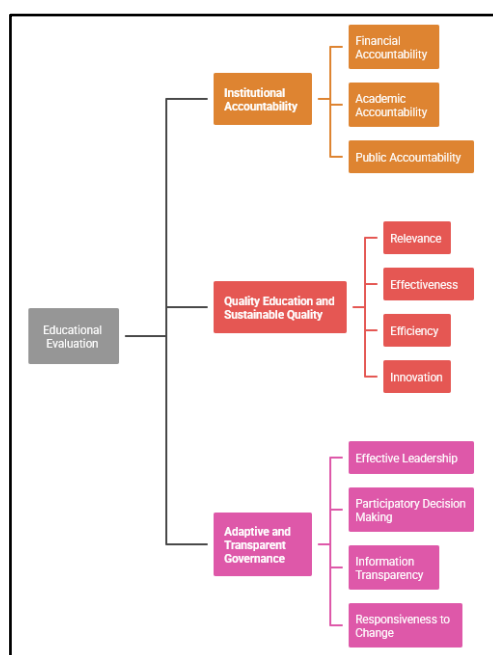 Educational
Evaluation
Institutional
Accountability
Financial
Accountability
Academic
Accountability
Public Accountability
Quality Education and
Sustainable Quality
Relevance
Effectiveness
Efficiency
Innovation
Adaptive and
Transparent
Governance
Effective Leadership
Participatory Decision
Making
Information
Transparency
Responsiveness to
Change